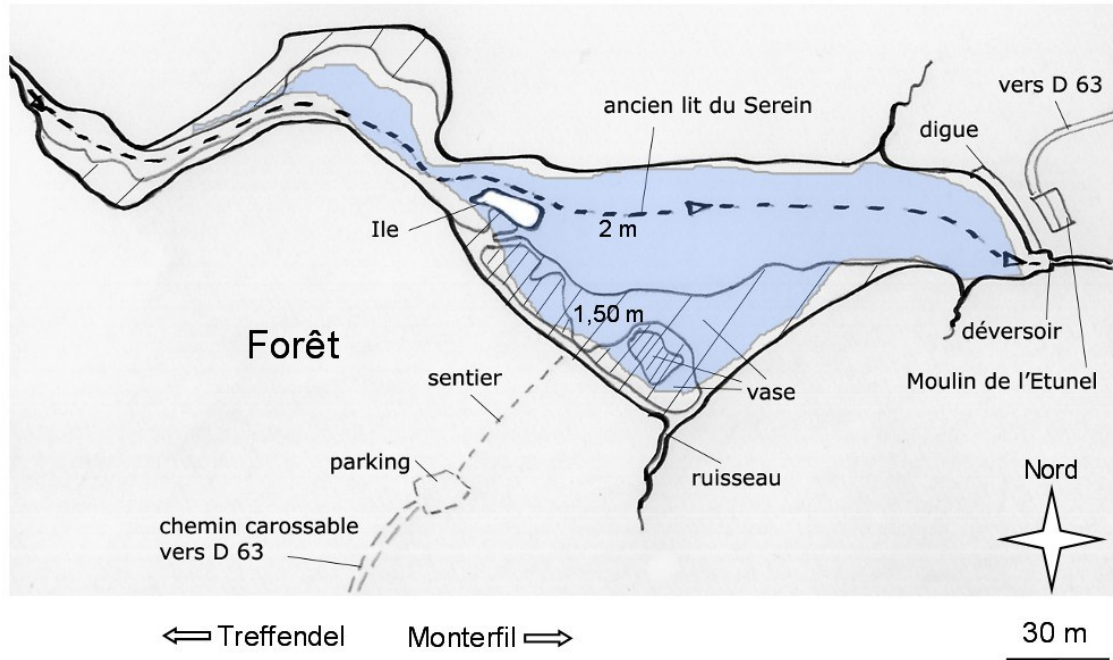 vers D 63
ancien lit du Serein
digue
Ile
2 m
1,50 m
Forêt
déversoir
sentier
Moulin de l'Etunel
vase
parking
ruisseau
Nord
chemin carossable
vers D 63
Treffendel
Monterfil
30 m